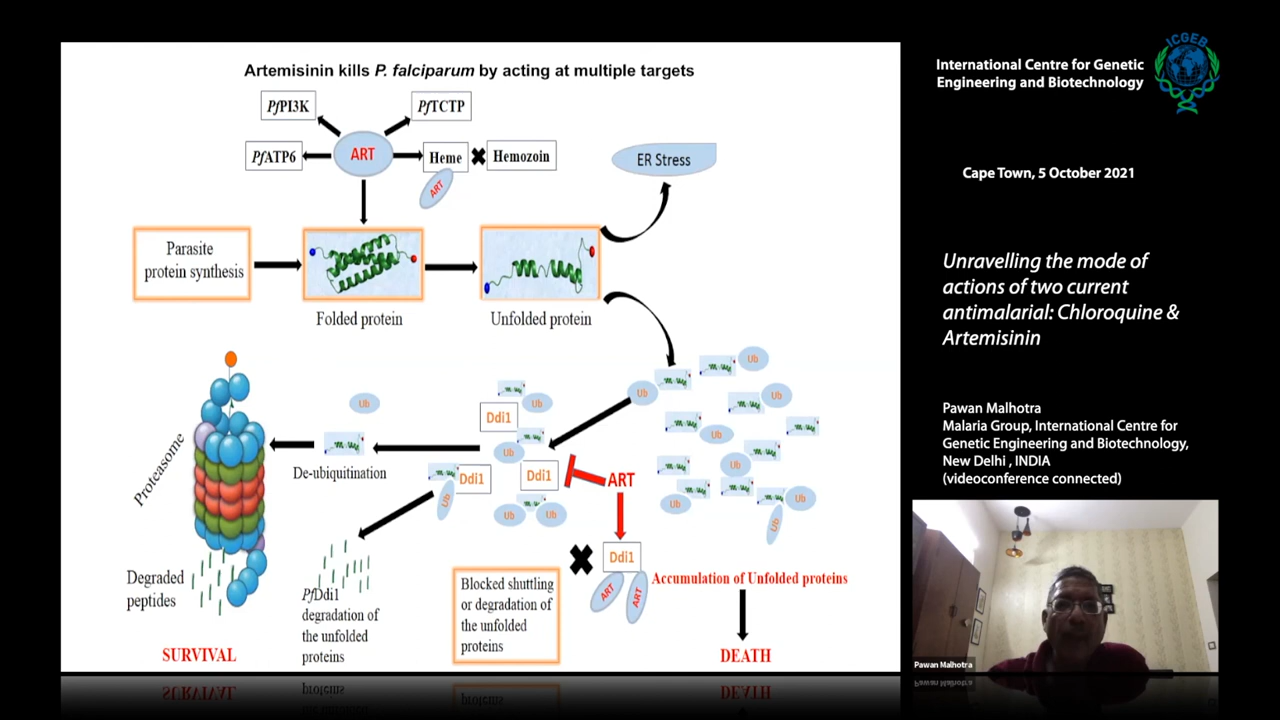 Artemisinin kills P. falciparum by acting at multiple targets
PfPI3K
PfTCTP
PfATP6
ART
Heme
Hemozoin
ART
ER Stress
Parasite
protein synthesis
Folded protein
Unfolded protein
Ub
Ub
Ub
Ub
Ub
Ub
Ub
Ub
Ub
Ub
Ddi1
Ub
Ddi1
Ddi1
Ub
Ub
Ub
De-ubiquitination
Proteasome
ART
Ddi1
ART
ART
Accumulation of Unfolded proteins
Degraded
peptides
PfDdi1
degradation of
the unfolded
proteins
Blocked shuttling
or degradation of
the unfolded
proteins
SURVIVAL
DEATH
ICGEB
International Centre for Genetic
Engineering and Biotechnology
Cape Town, 5 October 2021
Unravelling the mode of
actions of two current
antimalarial: Chloroquine &
Artemisinin
Pawan Malhotra
Malaria Group, International Centre for
Genetic Engineering and Biotechnology,
New Delhi , INDIA
(videoconference connected)
Pawan Malhotra